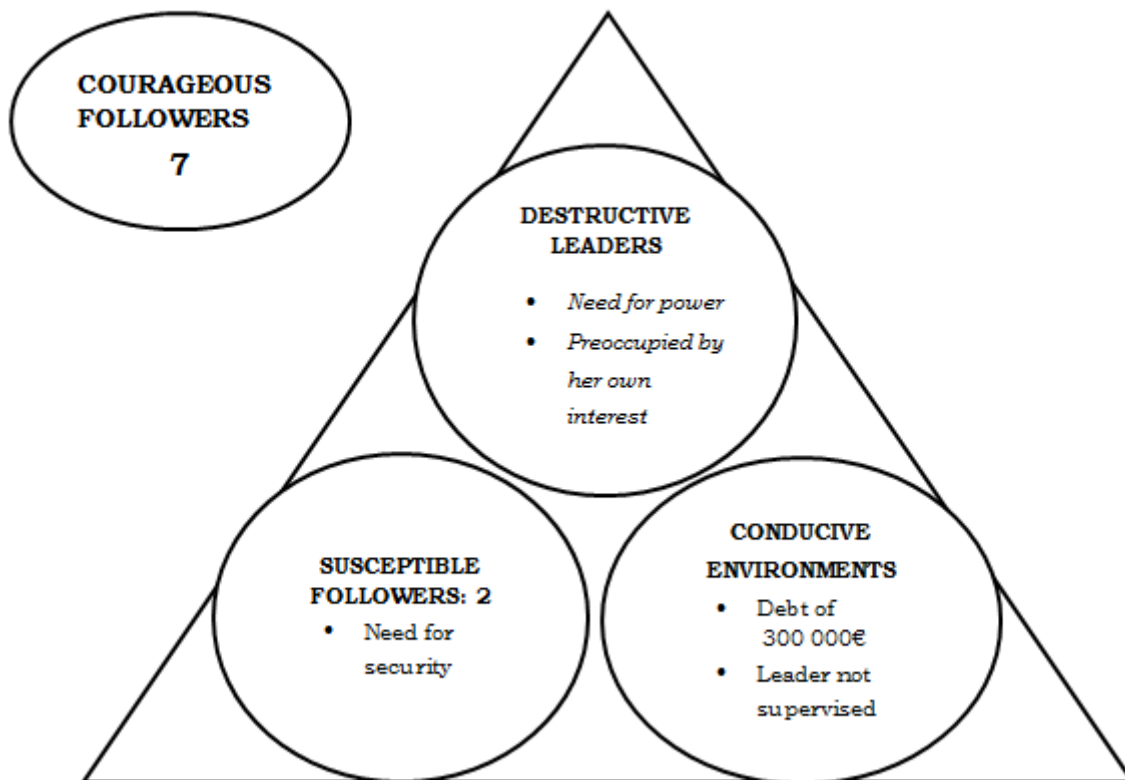 COURAGEOUS
FOLLOWERS
7
DESTRUCTIVE
LEADERS
• Need for power
• Preoccupied by
her own
interest
SUSCEPTIBLE
FOLLOWERS: 2
• Need for
security
CONDUCIVE
ENVIRONMENTS
• Debt of
300 000€
• Leader not
supervised